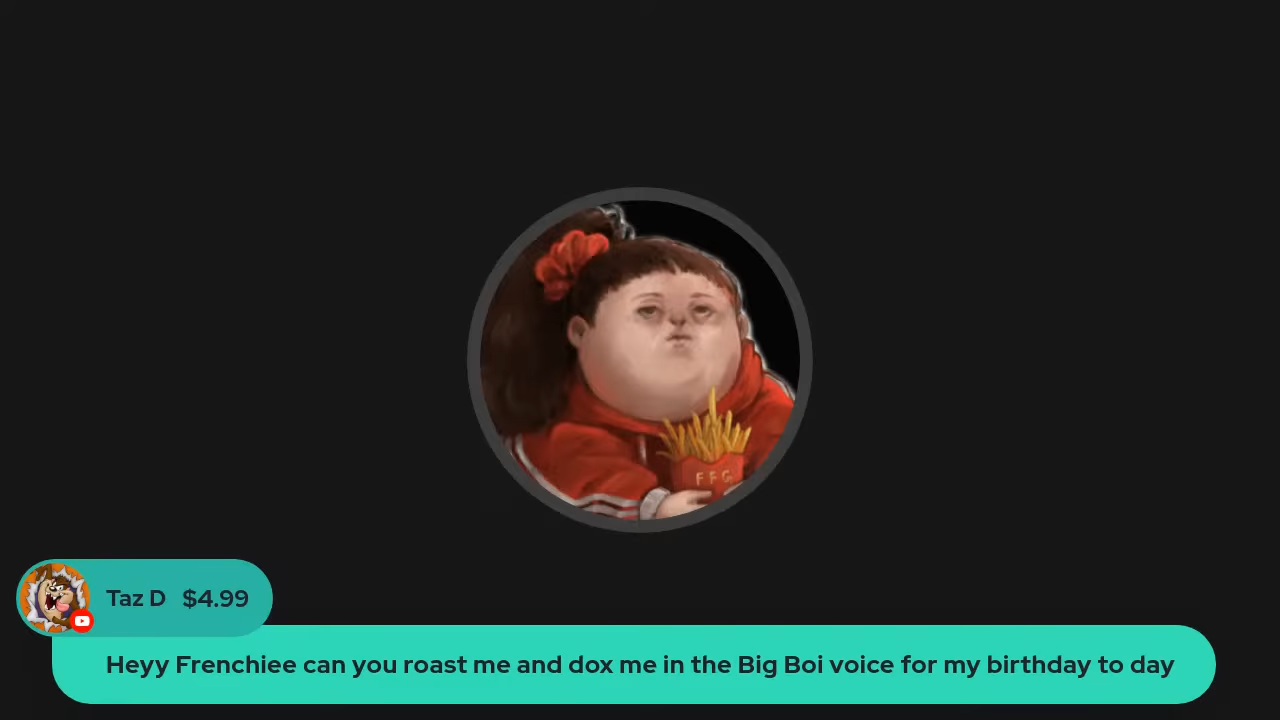 FFG
Taz D $4.99
Heyy Frenchiee can you roast me and dox me in the Big Boi voice for my birthday to day